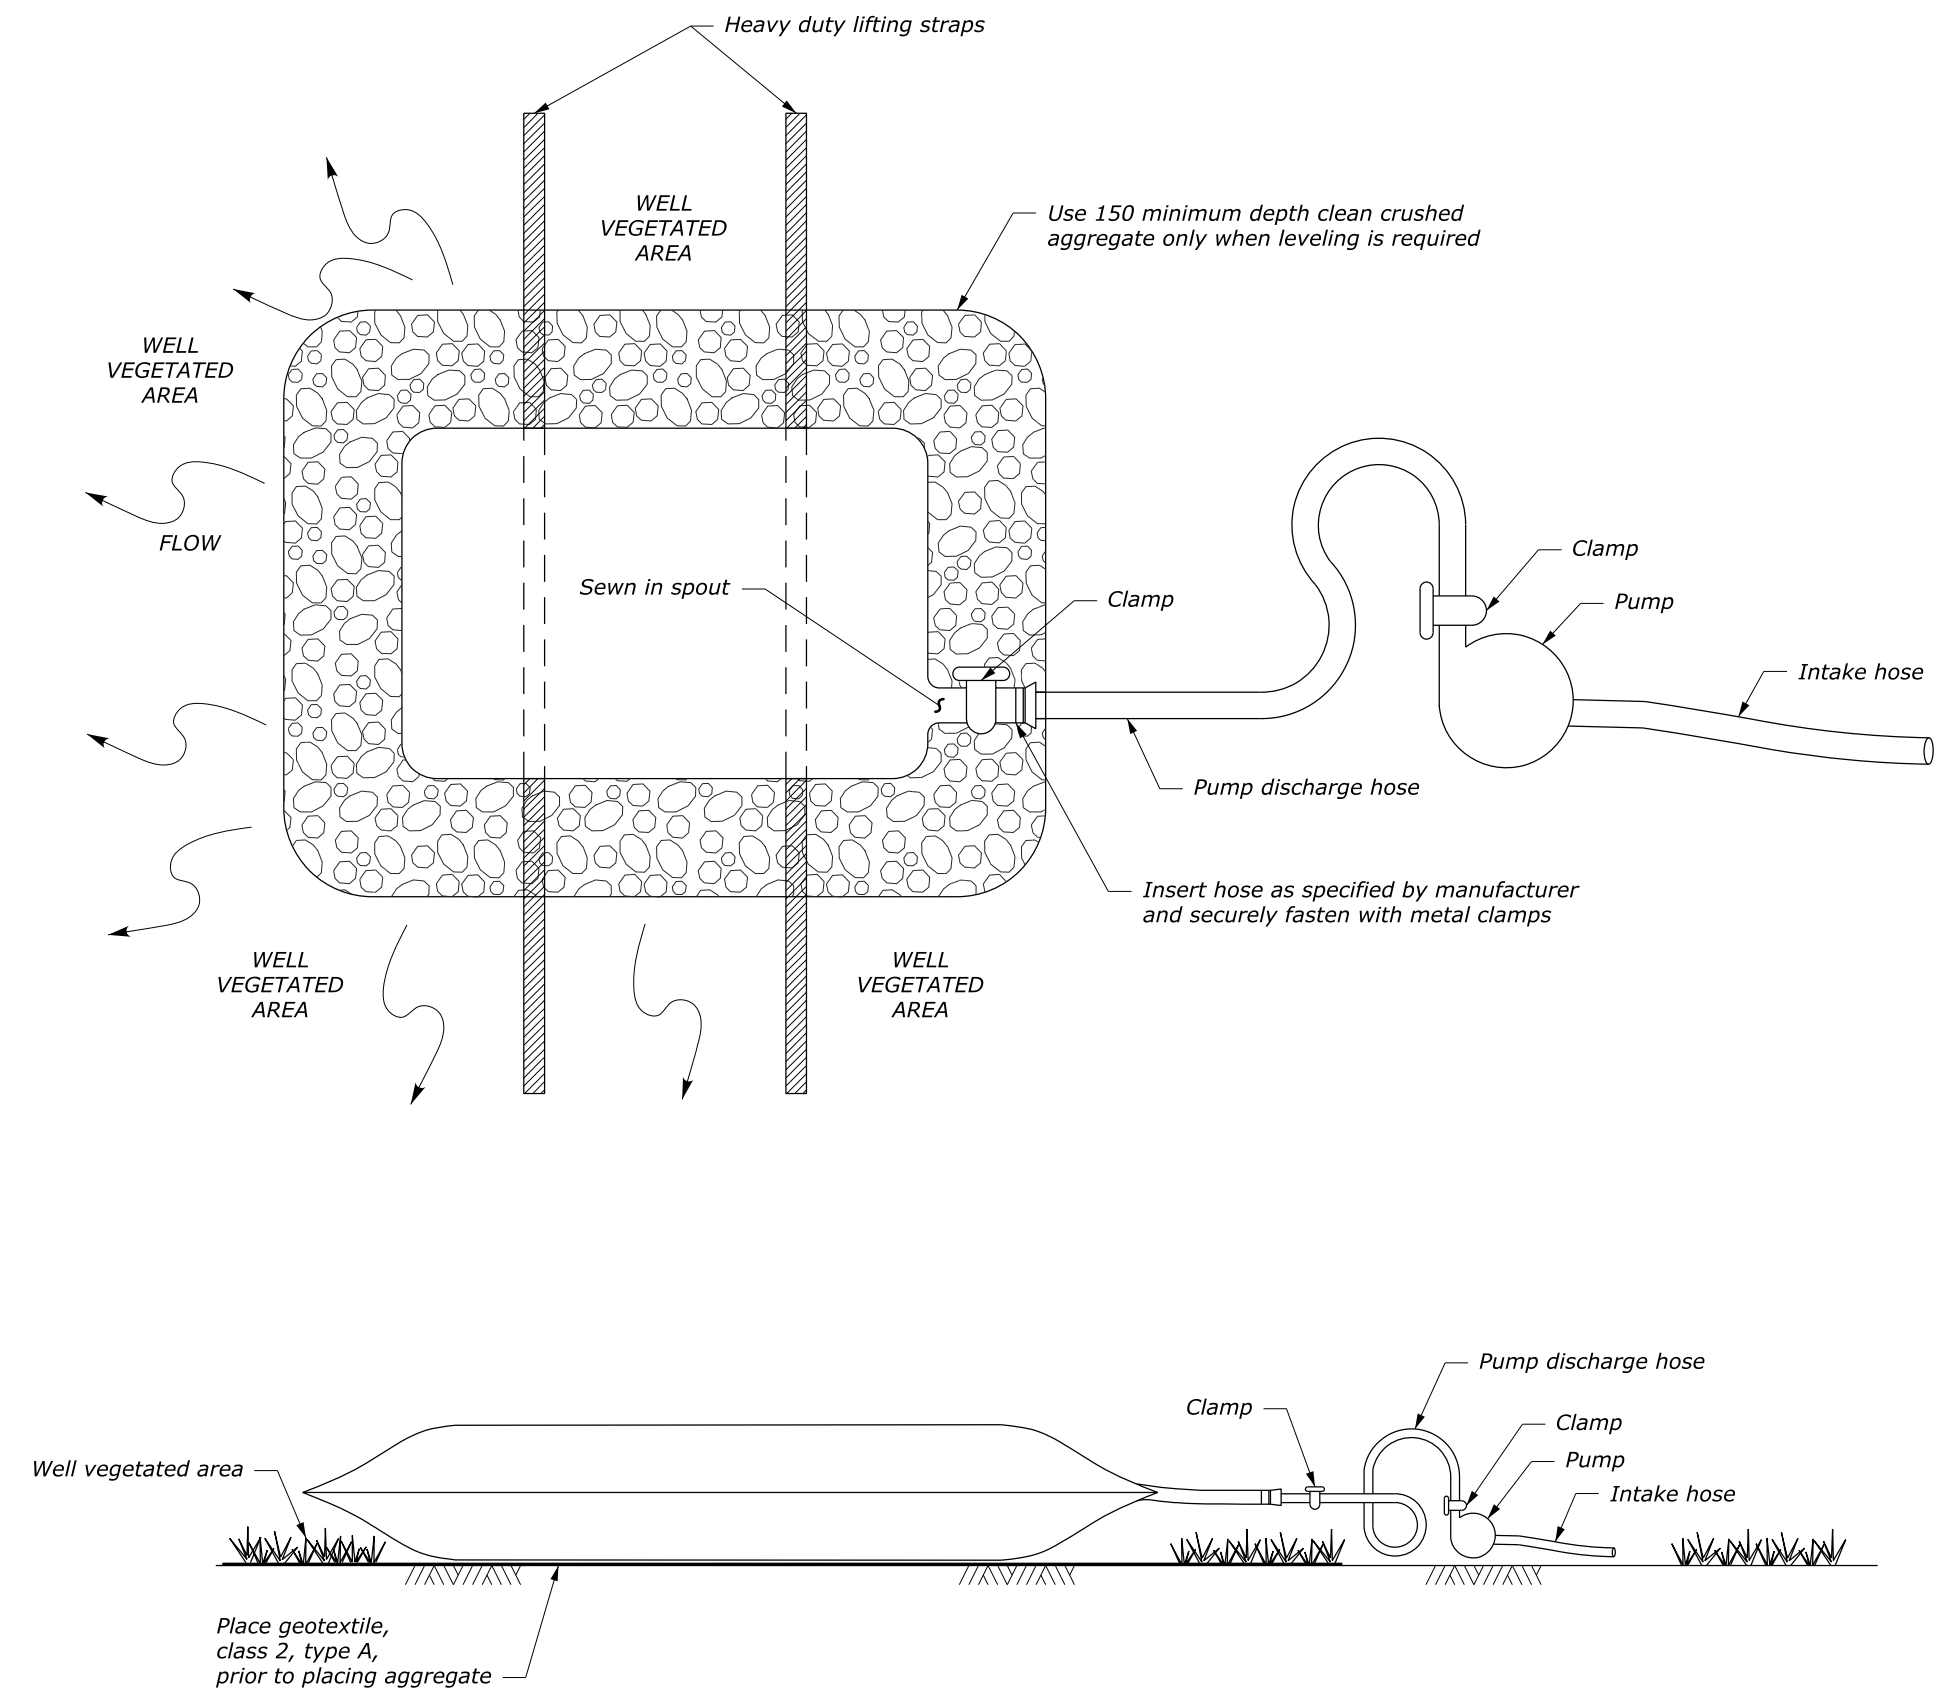 Heavy duty lifting straps
WELL
VEGETATED
AREA
Use 150 minimum depth clean crushed
aggregate only when leveling is required
WELL
VEGETATED
AREA
FLOW
Clamp
Sewn in spout
Clamp
Pump
Intake hose
Pump discharge hose
Insert hose as specified by manufacturer
and securely fasten with metal clamps
WELL
VEGETATED
AREA
WELL
VEGETATED
AREA
Pump discharge hose
Clamp
Clamp
Pump
Well vegetated area
Intake hose
Place geotextile,
class 2, type A,
prior to placing aggregate